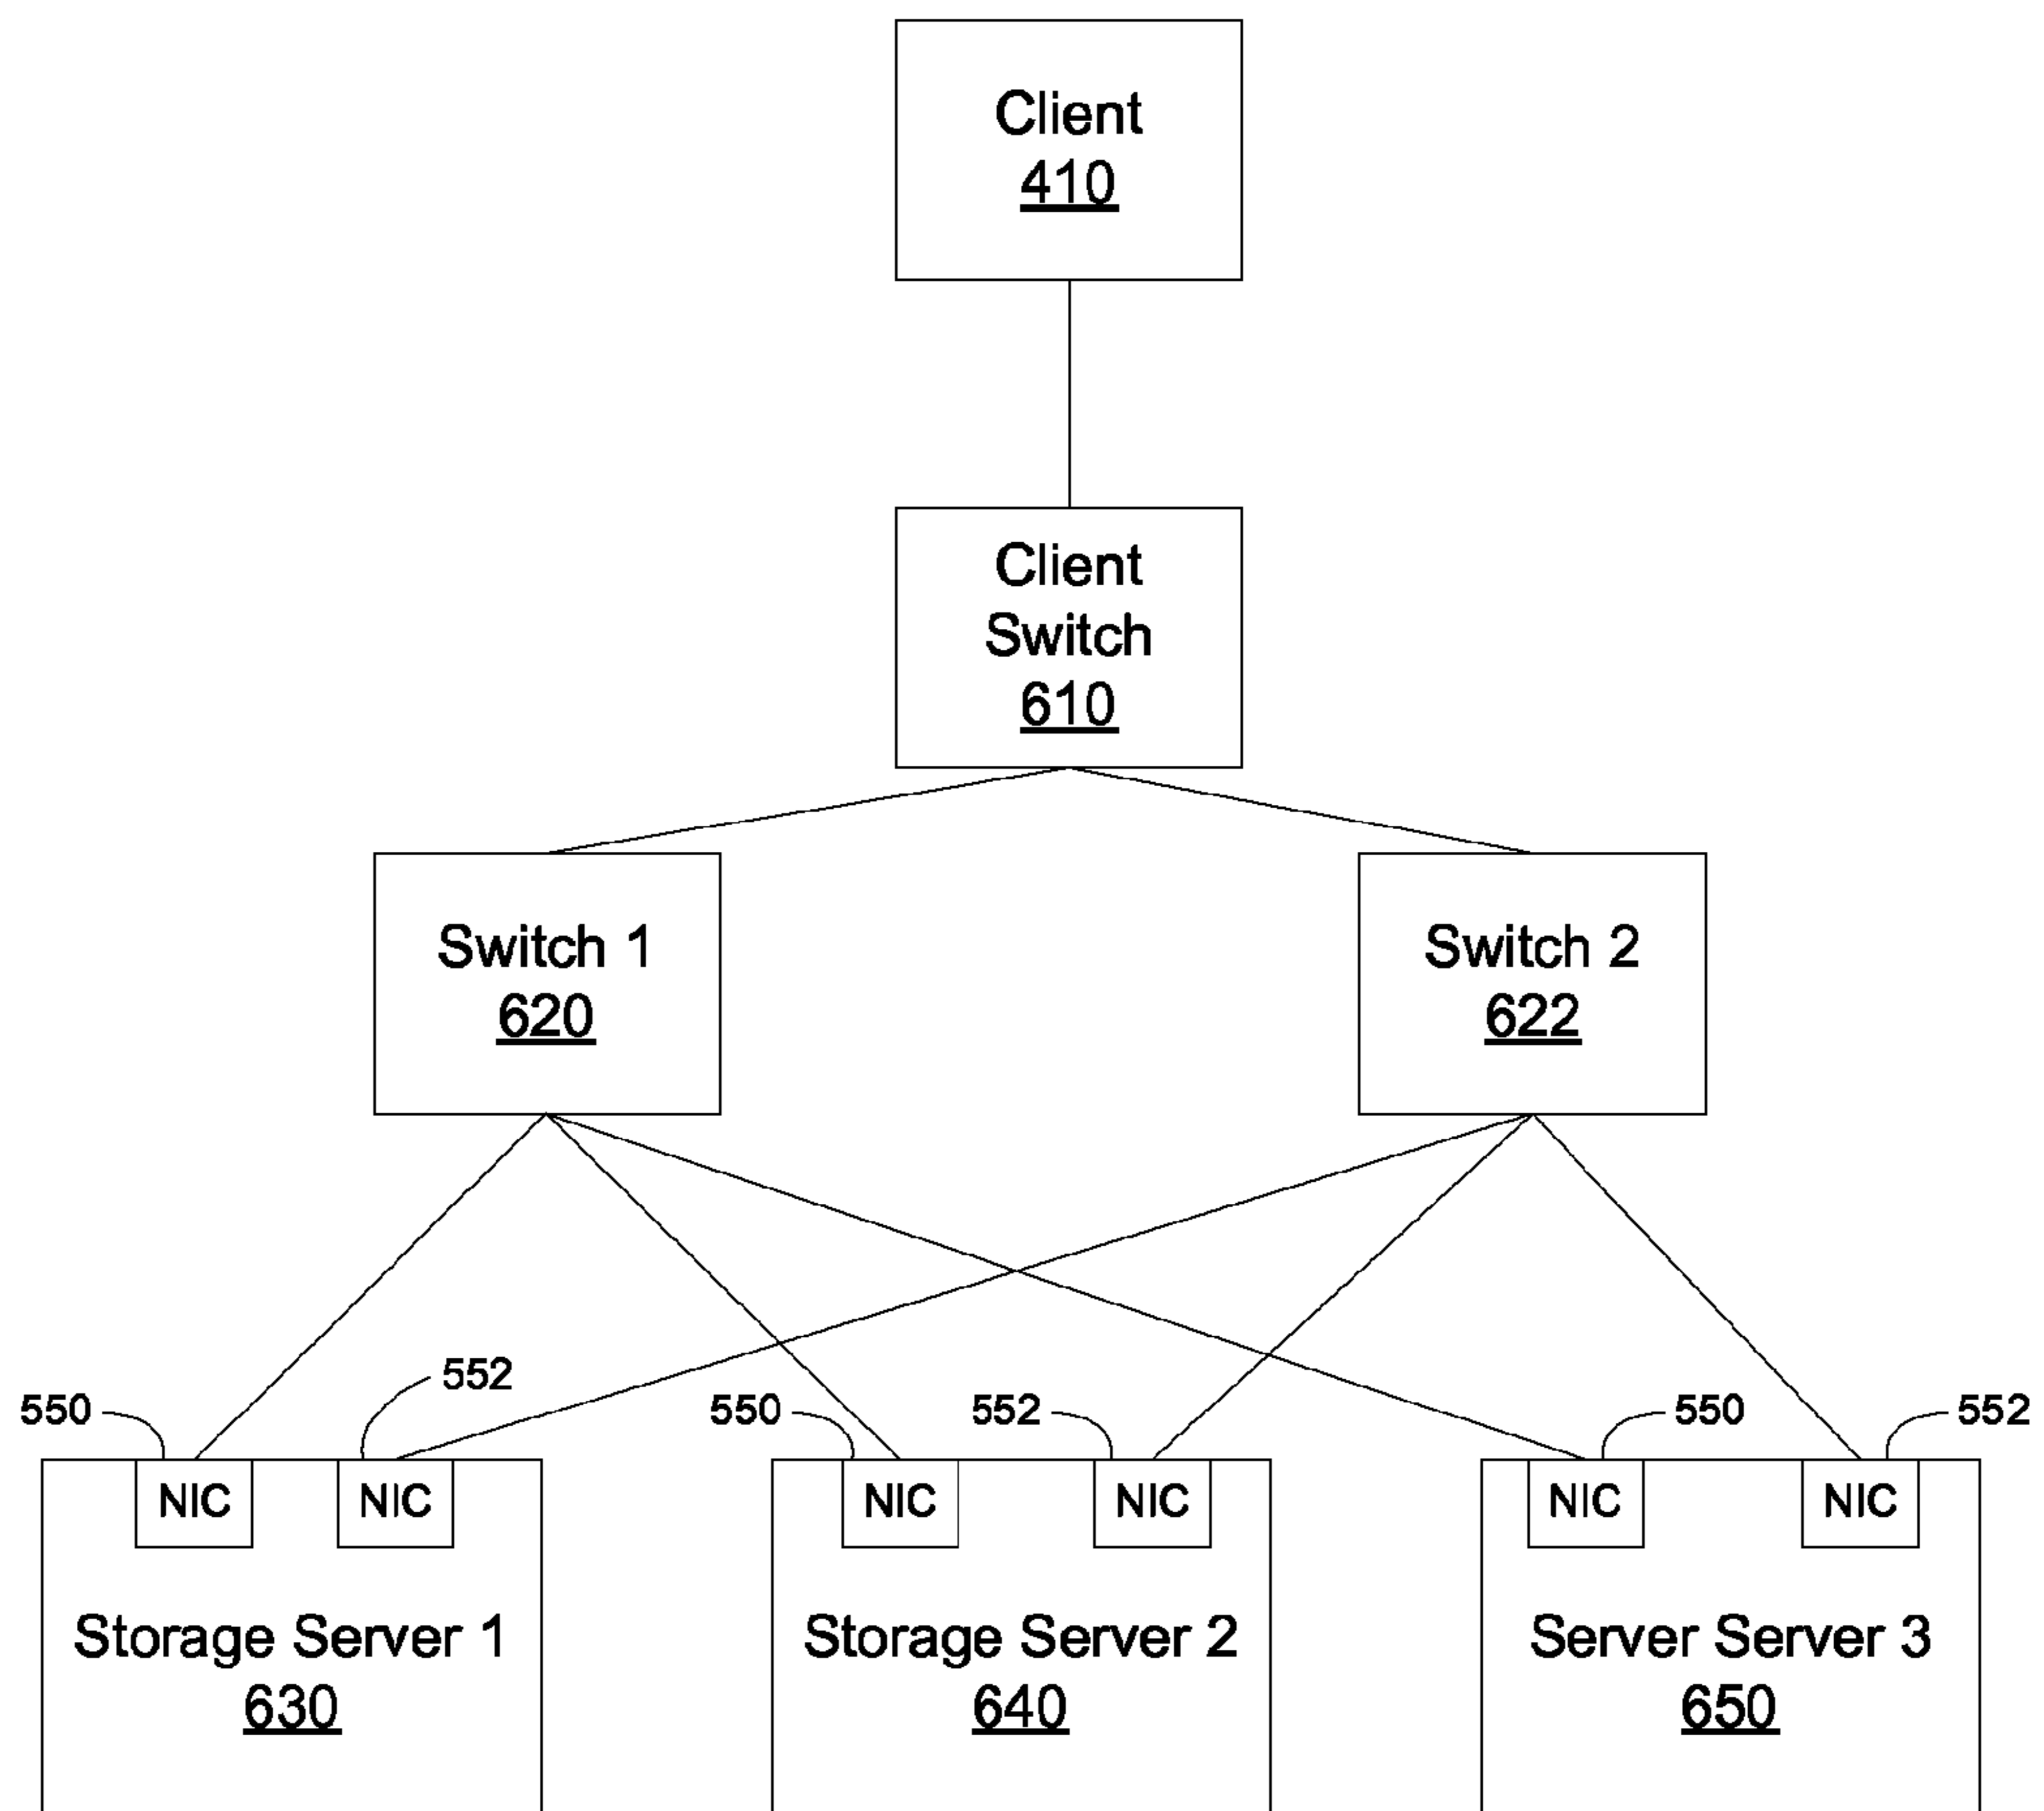 Client
410
Client
Switch
610
Switch 1
620
Switch 2
622
550
552
550
552
550
552
NIC
NIC
NIC
NIC
NIC
NIC
Storage Server 1
630
Storage Server 2
640
Server Server 3
650